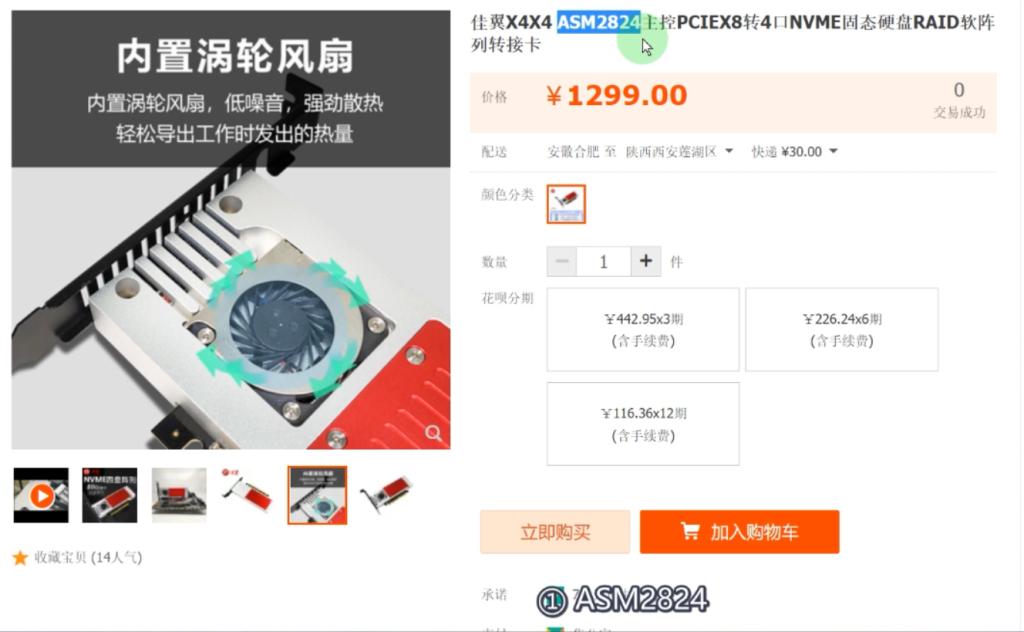 内置涡轮风扇
内置涡轮风扇，低噪音，强劲散热
轻松导出工作时发出的热量
佳翼X4X4 ASM2824主控PCIEX8转4口NVME固态硬盘RAID软阵
列转接卡
价格
¥1299.00
0
交易成功
配送
安徽合肥 至 陕西西安莲湖区
快递 ¥30.00
颜色分类
数量
− 1 +
件
花呗分期
¥442.95x3期
(含手续费)
¥226.24x6期
(含手续费)
¥116.36x12期
(含手续费)
NVME四盘阵列
内置涡轮风扇
立即购买
加入购物车
收藏宝贝 (14人气)
承诺
① ASM2824